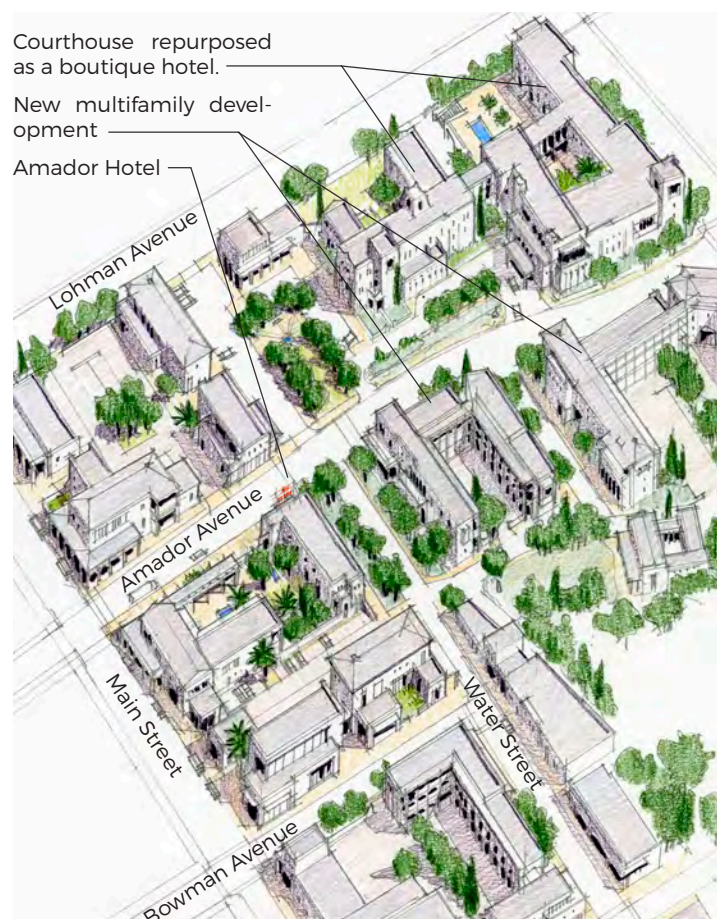 Courthouse repurposed
as a boutique hotel.
New multifamily devel-
opment
Amador Hotel
Lohman Avenue
Amador Avenue
Main Street
Water Street
Bowman Avenue